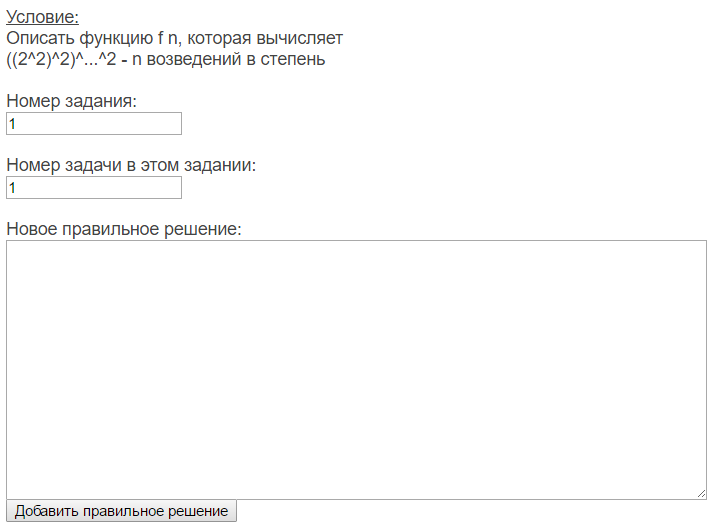 Условие:
Описать функцию f n, которая вычисляет
((2^2)^2)^...^2 - n возведений в степень
Номер задания:
1
Номер задачи в этом задании:
1
Новое правильное решение:
Добавить правильное решение